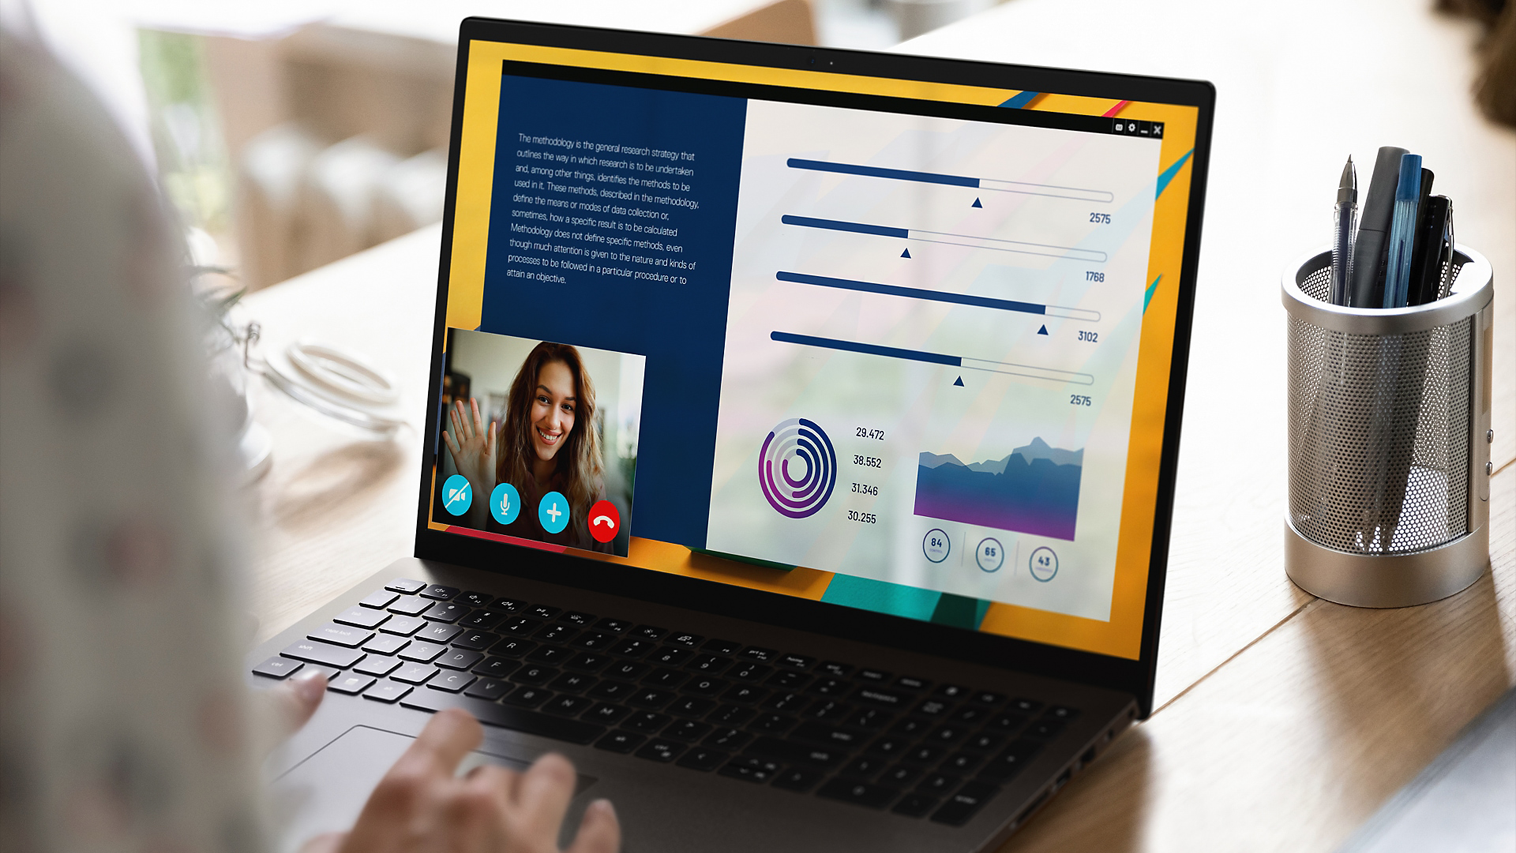 The methodology is the general research strategy that
outlines the way in which research is to be undertaken
and, among other things, identifies the methods to be
used in it. These methods, described in the methodology,
define the means or modes of data collection or,
sometimes, how a specific result is to be calculated
Methodology does not define specific methods, even
though much attention is given to the nature and kinds of
processes to be followed in a particular procedure or to
attain an objective.
2575
1768
3102
2575
29.472
38.552
31.346
30.255
84
65
43
W
E
R
T
Y
U
I
O
P
S
D
F
G
H
J
K
L
C
V
B
N
M